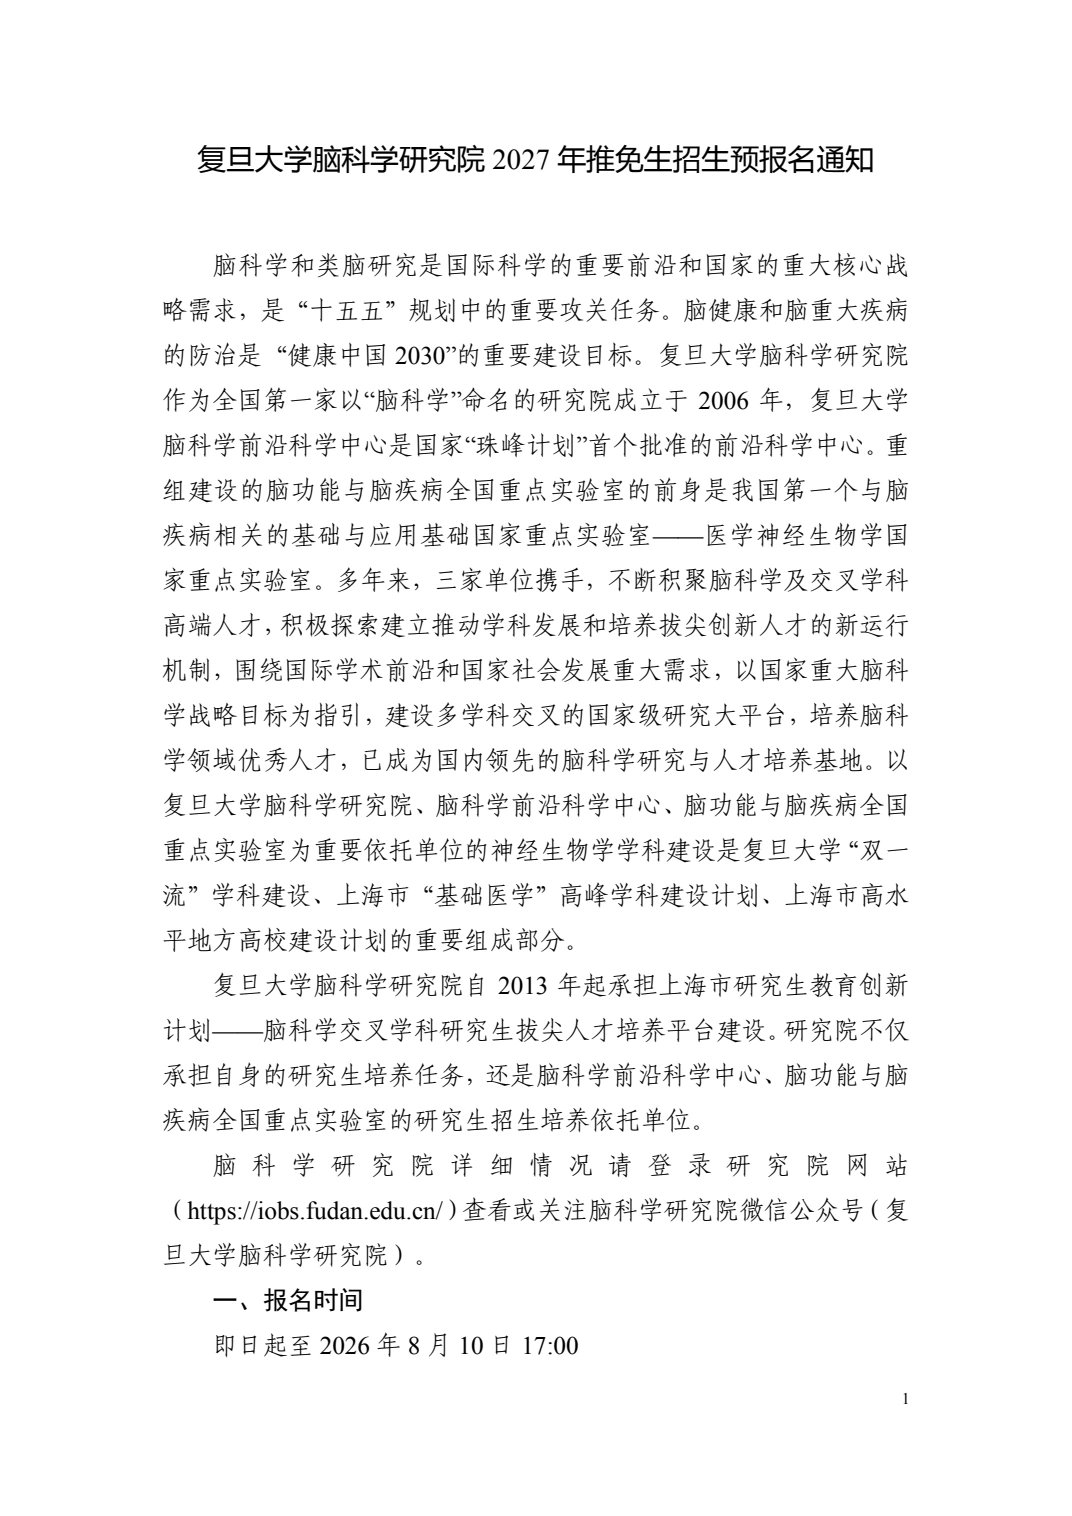 复旦大学脑科学研究院 2027 年推免生招生预报名通知
脑科学和类脑研究是国际科学的重要前沿和国家的重大核心战
略需求，是“十五五”规划中的重要攻关任务。脑健康和脑重大疾病
的防治是“健康中国 2030”的重要建设目标。复旦大学脑科学研究院
作为全国第一家以“脑科学”命名的研究院成立于 2006 年，复旦大学
脑科学前沿科学中心是国家“珠峰计划”首个批准的前沿科学中心。重
组建设的脑功能与脑疾病全国重点实验室的前身是我国第一个与脑
疾病相关的基础与应用基础国家重点实验室——医学神经生物学国
家重点实验室。多年来，三家单位携手，不断积聚脑科学及交叉学科
高端人才，积极探索建立推动学科发展和培养拔尖创新人才的新运行
机制，围绕国际学术前沿和国家社会发展重大需求，以国家重大脑科
学战略目标为指引，建设多学科交叉的国家级研究大平台，培养脑科
学领域优秀人才，已成为国内领先的脑科学研究与人才培养基地。以
复旦大学脑科学研究院、脑科学前沿科学中心、脑功能与脑疾病全国
重点实验室为重要依托单位的神经生物学学科建设是复旦大学“双一
流”学科建设、上海市“基础医学”高峰学科建设计划、上海市高水
平地方高校建设计划的重要组成部分。
复旦大学脑科学研究院自 2013 年起承担上海市研究生教育创新
计划——脑科学交叉学科研究生拔尖人才培养平台建设。研究院不仅
承担自身的研究生培养任务，还是脑科学前沿科学中心、脑功能与脑
疾病全国重点实验室的研究生招生培养依托单位。
脑科学研究院详细情况请登录研究院网站
（https://iobs.fudan.edu.cn/）查看或关注脑科学研究院微信公众号（复
旦大学脑科学研究院）。
一、报名时间
即日起至 2026 年 8 月 10 日 17:00
1